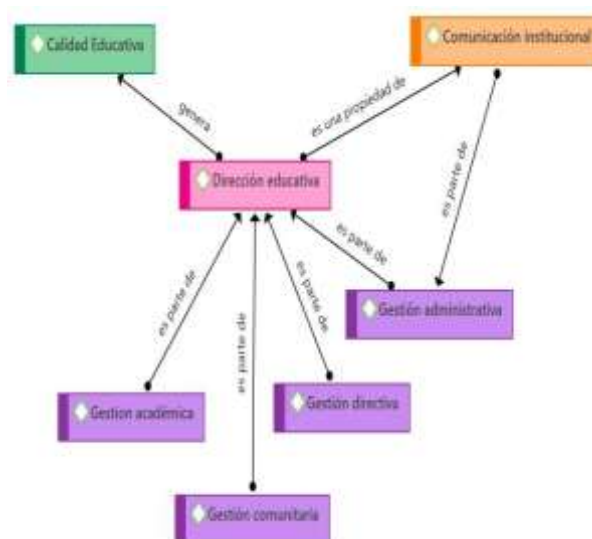 Calidad Educativa
Comunicación institucional
genera
es una propiedad de
es parte de
Dirección educativa
es parte de
es parte de
es parte de
es parte de
Gestión administrativa
Gestion académica
Gestión directiva
Gestión comunitaria